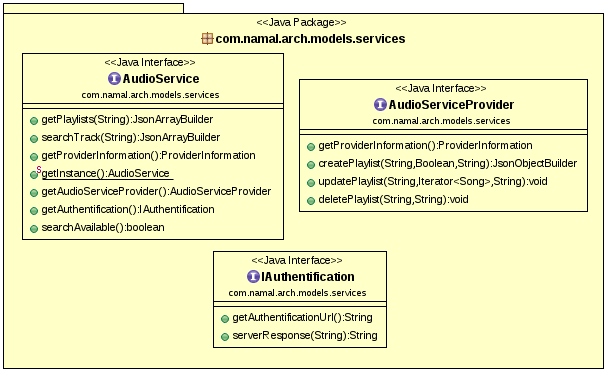 <<Java Package>>
com.namal.arch.models.services
<<Java Interface>>
AudioService
com.namal.arch.models.services
getPlaylists(String):JsonArrayBuilder
searchTrack(String):JsonArrayBuilder
getProviderInformation():ProviderInformation
S getInstance():AudioService
getAudioServiceProvider():AudioServiceProvider
getAuthentification():IAuthentification
searchAvailable():boolean
<<Java Interface>>
AudioServiceProvider
com.namal.arch.models.services
getProviderInformation():ProviderInformation
createPlaylist(String,Boolean,String):JsonObjectBuilder
updatePlaylist(String,Iterator<Song>,String):void
deletePlaylist(String,String):void
<<Java Interface>>
IAuthentification
com.namal.arch.models.services
getAuthentificationUrl():String
serverResponse(String):String